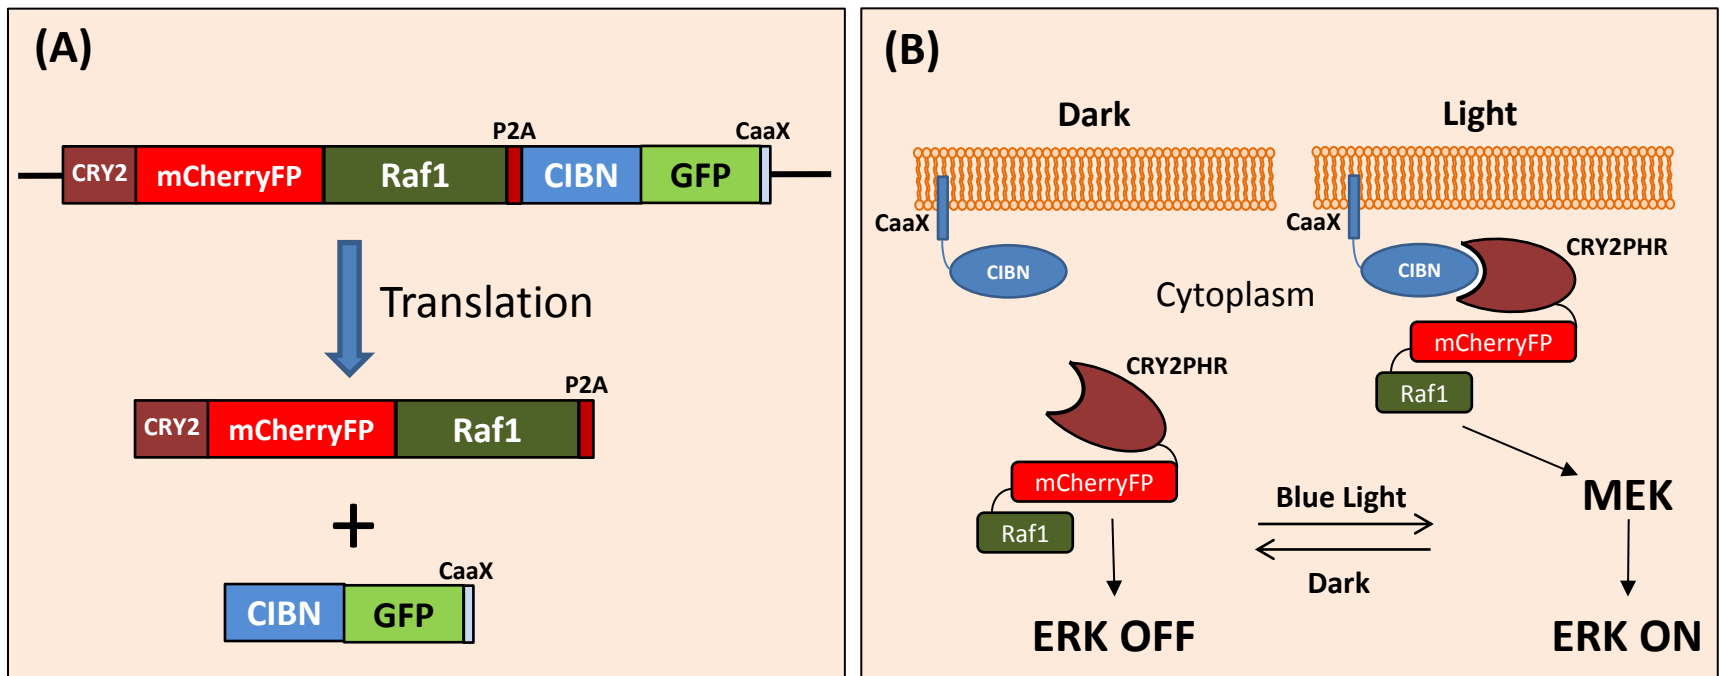 (A)
P2A
CaaX
CRY2 mCherryFP Raf1 CIBN GFP
Translation
P2A
CRY2 mCherryFP Raf1
+
CaaX
CIBN GFP
(B)
Dark
Light
CaaX
CIBN
CaaX
CIBN
CRY2PHR
Cytoplasm
mCherryFP
Raf1
CRY2PHR
mCherryFP
Raf1
Blue Light
Dark
MEK
ERK OFF
ERK ON